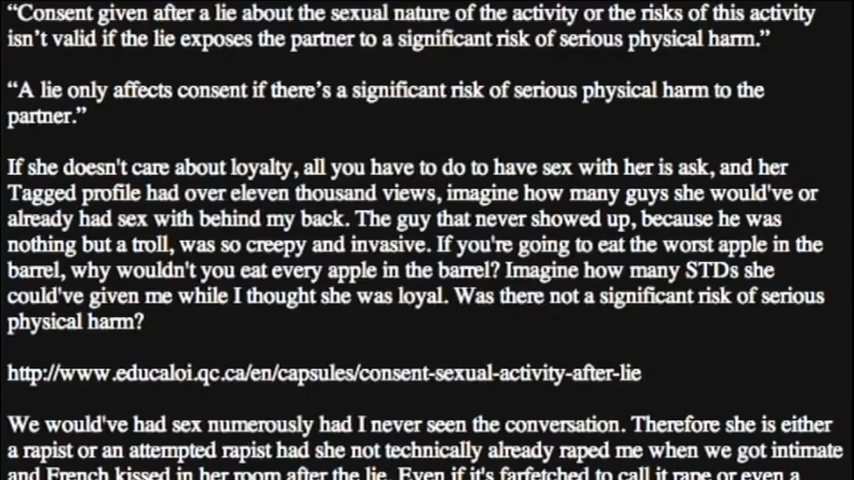 “Consent given after a lie about the sexual nature of the activity or the risks of this activity
isn’t valid if the lie exposes the partner to a significant risk of serious physical harm.”
“A lie only affects consent if there’s a significant risk of serious physical harm to the
partner.”
If she doesn't care about loyalty, all you have to do to have sex with her is ask, and her
Tagged profile had over eleven thousand views, imagine how many guys she would've or
already had sex with behind my back. The guy that never showed up, because he was
nothing but a troll, was so creepy and invasive. If you're going to eat the worst apple in the
barrel, why wouldn't you eat every apple in the barrel? Imagine how many STDs she
could've given me while I thought she was loyal. Was there not a significant risk of serious
physical harm?
http://www.educaloi.qc.ca/en/capsules/consent-sexual-activity-after-lie
We would've had sex numerously had I never seen the conversation. Therefore she is either
a rapist or an attempted rapist had she not technically already raped me when we got intimate
and French kissed in her room after the lie. Even if it's farfetched to call it rape or even a